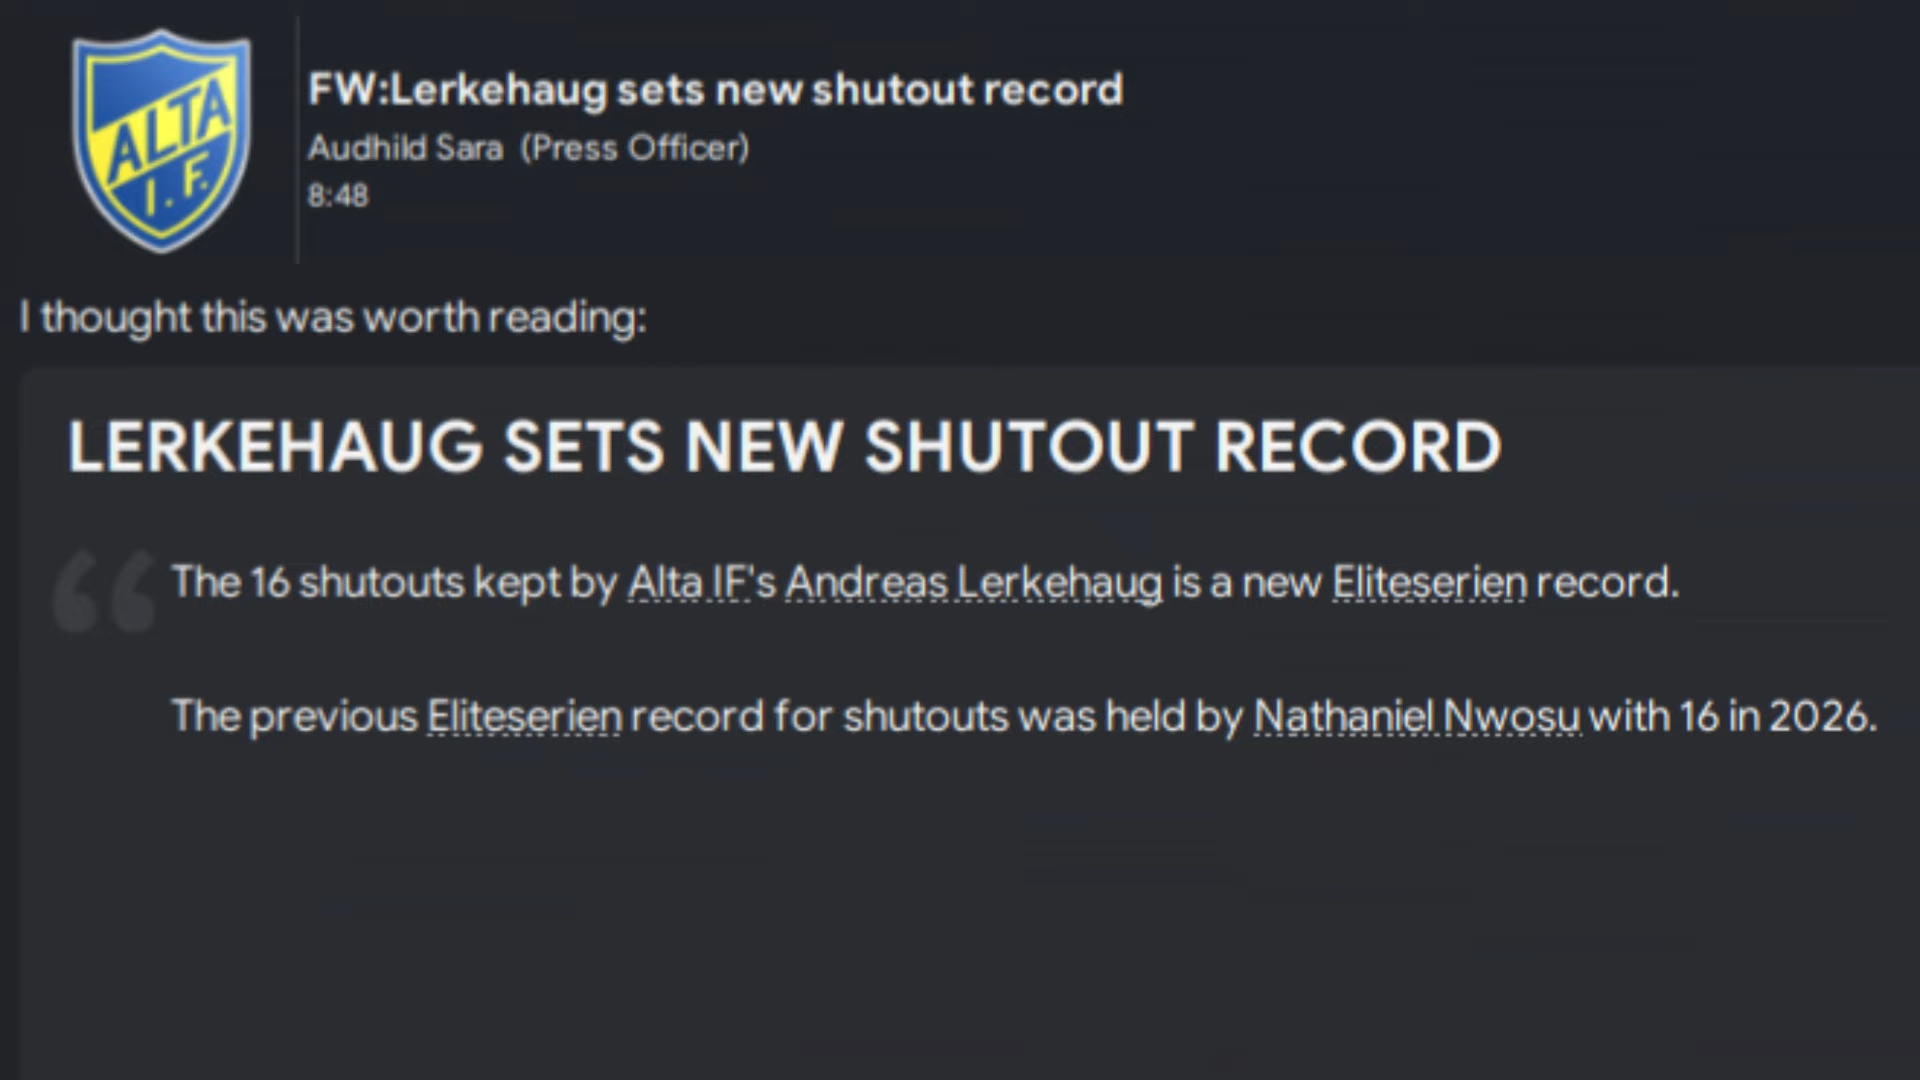 ALTA
I.F.
FW:Lerkehaug sets new shutout record
Audhild Sara (Press Officer)
8:48
I thought this was worth reading:
LERKEHAUG SETS NEW SHUTOUT RECORD
The 16 shutouts kept by Alta IF's Andreas Lerkehaug is a new Eliteserien record.
The previous Eliteserien record for shutouts was held by Nathaniel Nwosu with 16 in 2026.